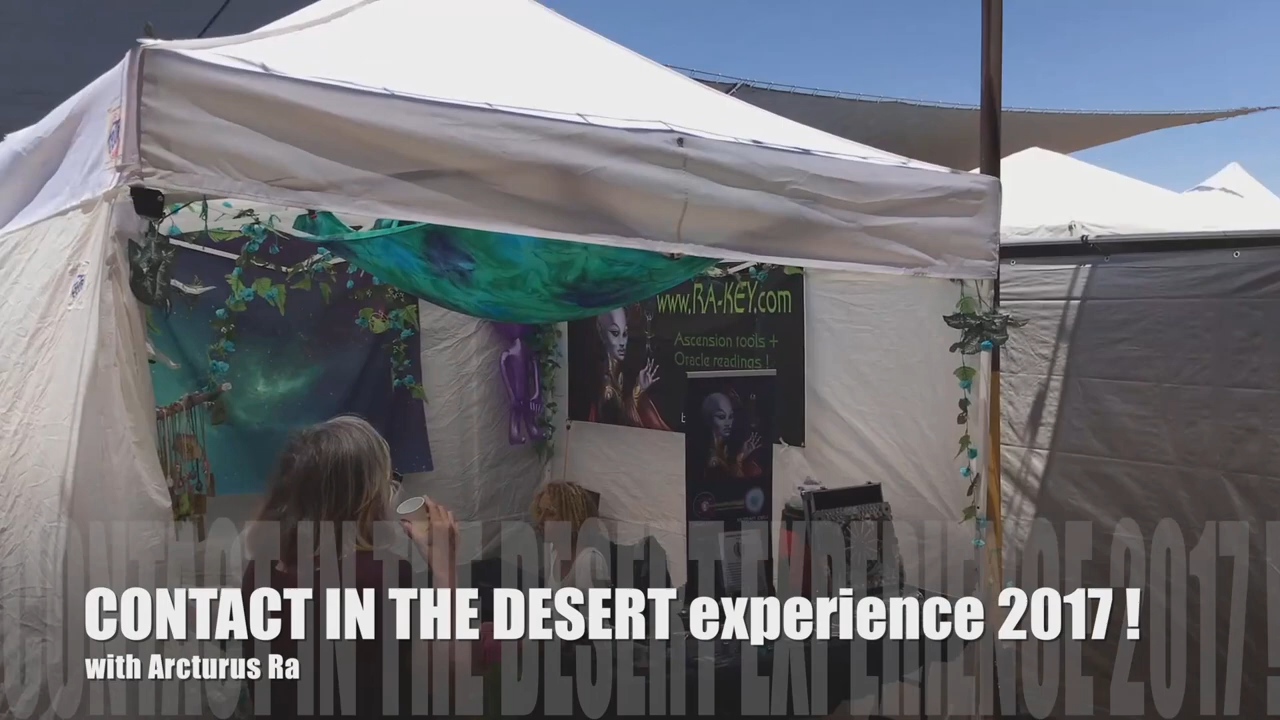 www.RA-KEY.com
Ascension tools +
Oracle readings !
CONTACT IN THE DESERT experience 2017 !
with Arcturus Ra
CONTACT IN THE DESERT EXPERIENCE 2017 !